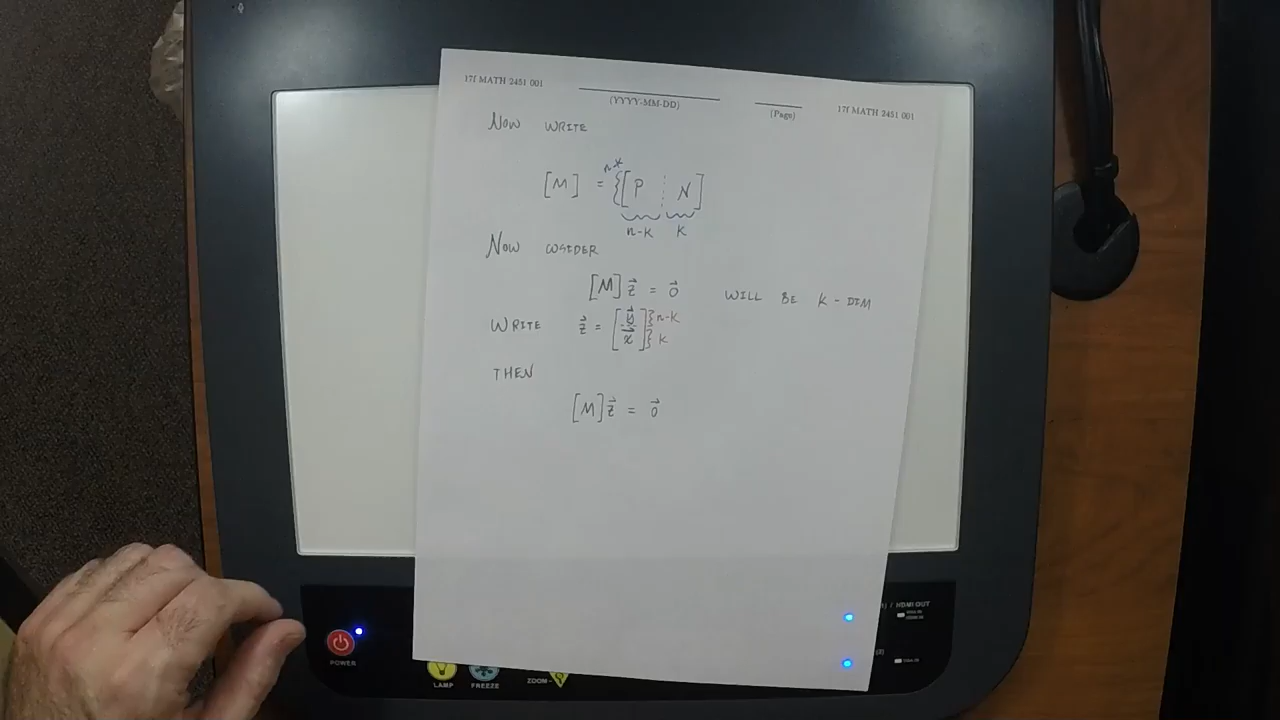 17f MATH 2451 001 (YYYY-MM-DD) (Page) 17f MATH 2451 001
NOW WRITE
[M] = {[P ⋮ N]
n-k k
NOW
[M] z⃗ = 0⃗ WILL BE K-DIM
WRITE z⃗ = [y⃗ x⃗] }n-k }k
THEN
[M] z⃗ = 0⃗
POWER
LAMP FREEZE ZOOM-
/ HDMI OUT